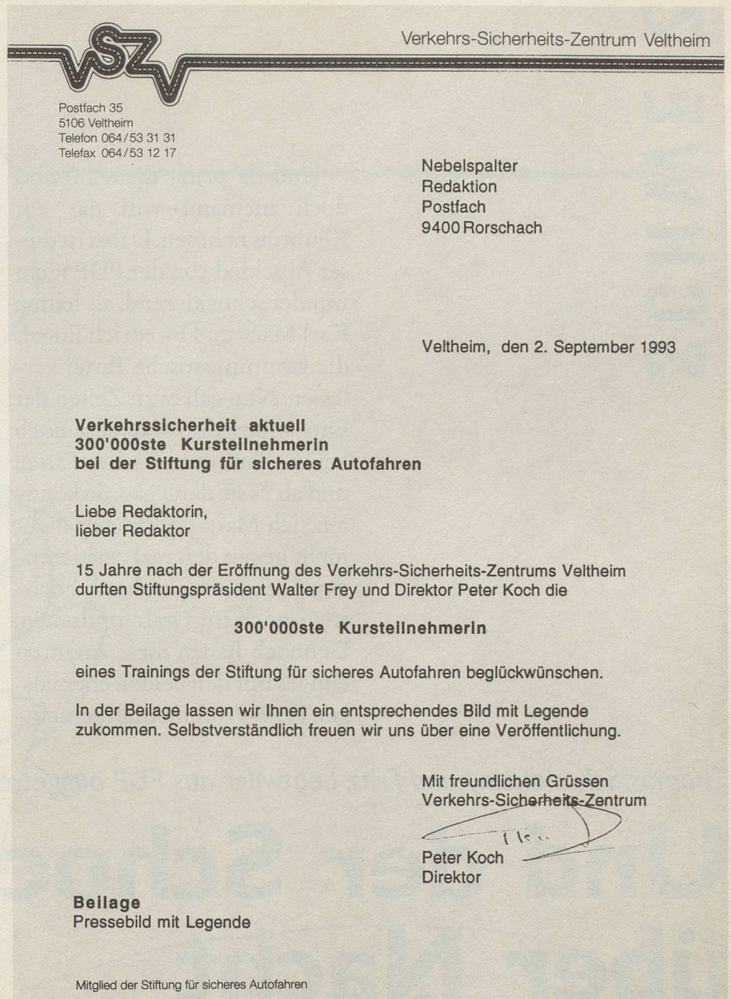 VSZV
Verkehrs-Sicherheits-Zentrum Veltheim
Postfach 35
5106 Veltheim
Telefon 064/53 31 31
Telefax 064/53 12 17
Nebelspalter
Redaktion
Postfach
9400 Rorschach
Veltheim, den 2. September 1993
Verkehrssicherheit aktuell
300'000ste Kursteilnehmerin
bei der Stiftung für sicheres Autofahren
Liebe Redaktorin,
lieber Redaktor
15 Jahre nach der Eröffnung des Verkehrs-Sicherheits-Zentrums Veltheim
durften Stiftungspräsident Walter Frey und Direktor Peter Koch die
300'000ste Kursteilnehmerin
eines Trainings der Stiftung für sicheres Autofahren beglückwünschen.
In der Beilage lassen wir Ihnen ein entsprechendes Bild mit Legende
zukommen. Selbstverständlich freuen wir uns über eine Veröffentlichung.
Mit freundlichen Grüssen
Verkehrs-Sicherheits-Zentrum
Peter Koch
Direktor
Beilage
Pressebild mit Legende
Mitglied der Stiftung für sicheres Autofahren